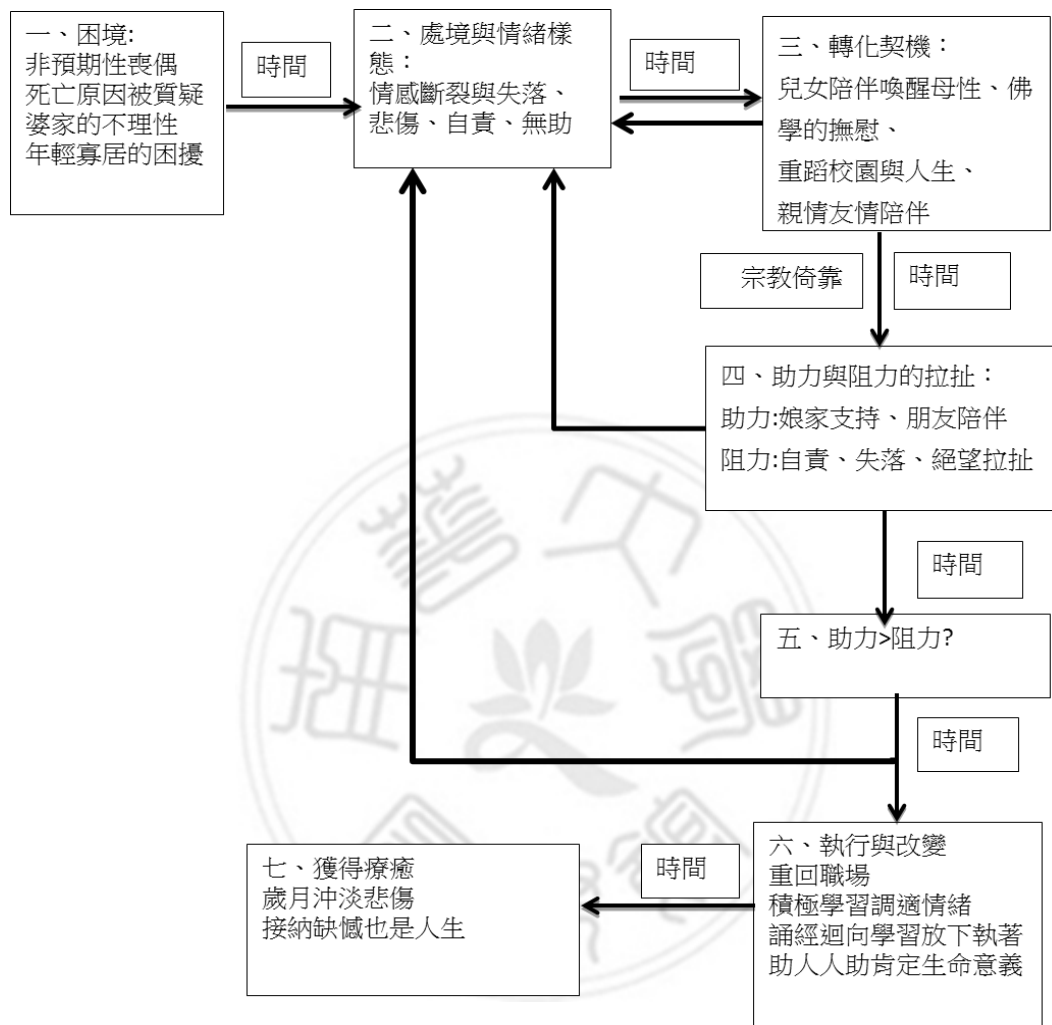 一、困境:
非預期性喪偶
死亡原因被質疑
婆家的不理性
年輕寡居的困擾
時間
二、處境與情緒樣
態：
情感斷裂與失落、
悲傷、自責、無助
時間
三、轉化契機：
兒女陪伴喚醒母性、佛
學的撫慰、
重蹈校園與人生、
親情友情陪伴
宗教倚靠
時間
四、助力與阻力的拉扯：
助力:娘家支持、朋友陪伴
阻力:自責、失落、絕望拉扯
時間
五、助力>阻力?
時間
六、執行與改變
重回職場
積極學習調適情緒
誦經迴向學習放下執著
助人人助肯定生命意義
時間
七、獲得療癒
歲月沖淡悲傷
接納缺憾也是人生